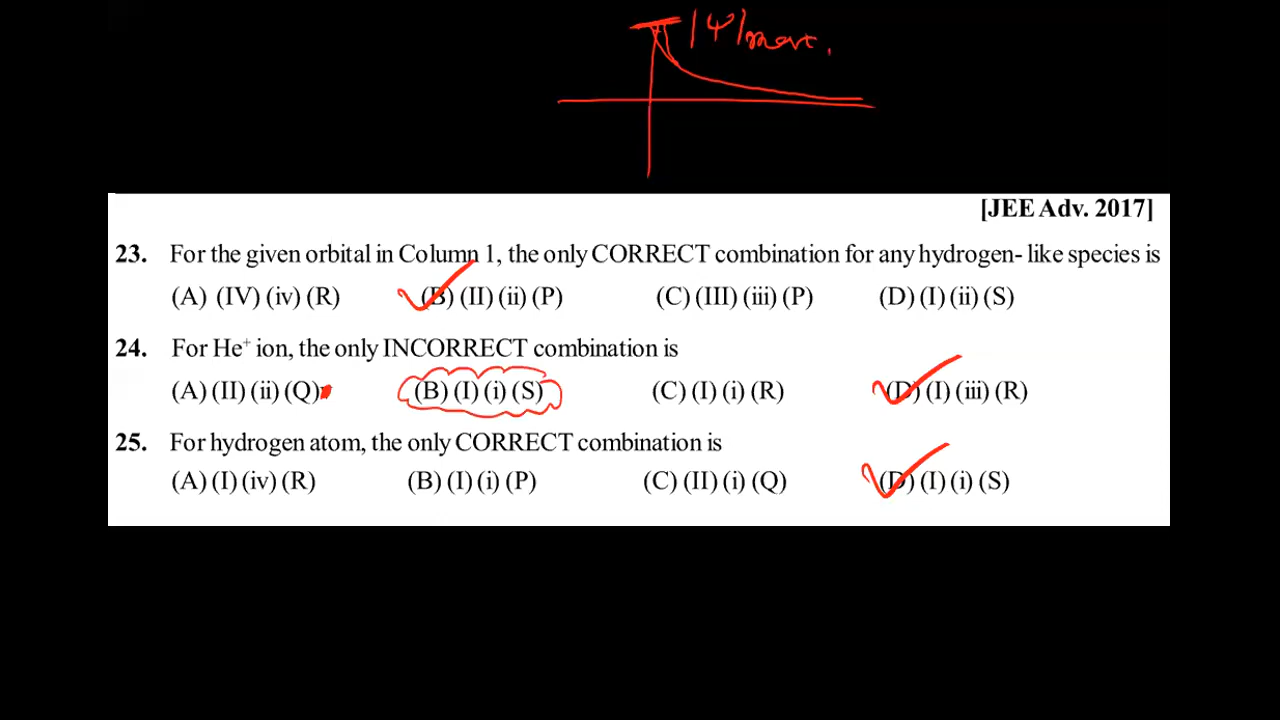 |Ψ|max.
[JEE Adv. 2017]
23. For the given orbital in Column 1, the only CORRECT combination for any hydrogen- like species is
(A) (IV) (iv) (R) (B) (II) (ii) (P) (C) (III) (iii) (P) (D) (I) (ii) (S)
24. For He⁺ ion, the only INCORRECT combination is
(A) (II) (ii) (Q) (B) (I) (i) (S) (C) (I) (i) (R) (D) (I) (iii) (R)
25. For hydrogen atom, the only CORRECT combination is
(A) (I) (iv) (R) (B) (I) (i) (P) (C) (II) (i) (Q) (D) (I) (i) (S)